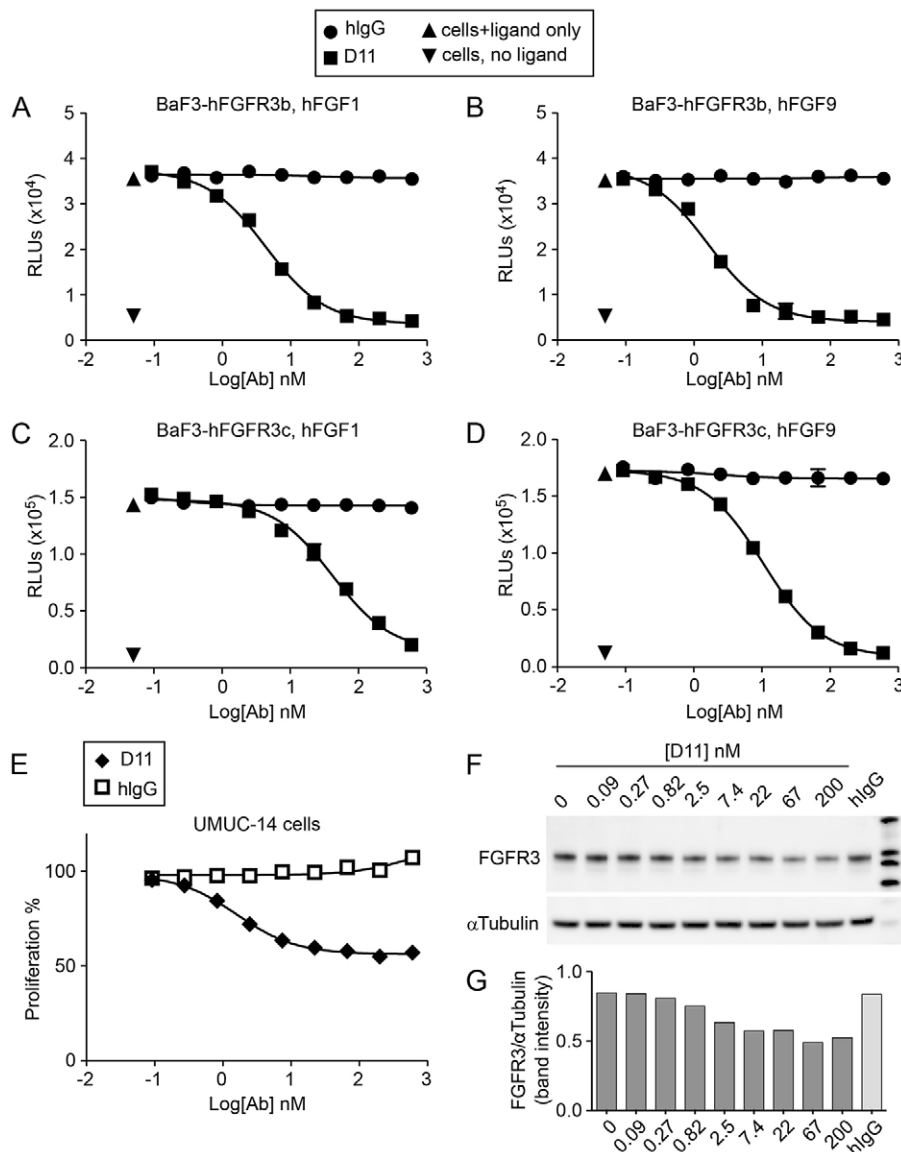 hIgG
D11
cells+ligand only
cells, no ligand
A
BaF3-hFGFR3b, hFGF1
RLUs (x10⁴)
5
4
3
2
1
0
-2 -1 0 1 2 3
Log[Ab] nM
B
BaF3-hFGFR3b, hFGF9
RLUs (x10⁴)
5
4
3
2
1
0
-2 -1 0 1 2 3
Log[Ab] nM
C
BaF3-hFGFR3c, hFGF1
RLUs (x10⁵)
2.0
1.5
1.0
0.5
0.0
-2 -1 0 1 2 3
Log[Ab] nM
D
BaF3-hFGFR3c, hFGF9
RLUs (x10⁵)
2.0
1.5
1.0
0.5
0.0
-2 -1 0 1 2 3
Log[Ab] nM
E
D11
hIgG
UMUC-14 cells
Proliferation %
100
50
0
-2 -1 0 1 2 3
Log[Ab] nM
F
[D11] nM
0 0.09 0.27 0.82 2.5 7.4 22 67 200 hIgG
FGFR3
αTubulin
G
FGFR3/αTubulin
(band intensity)
1.0
0.5
0.0
0 0.09 0.27 0.82 2.5 7.4 22 67 200 hIgG